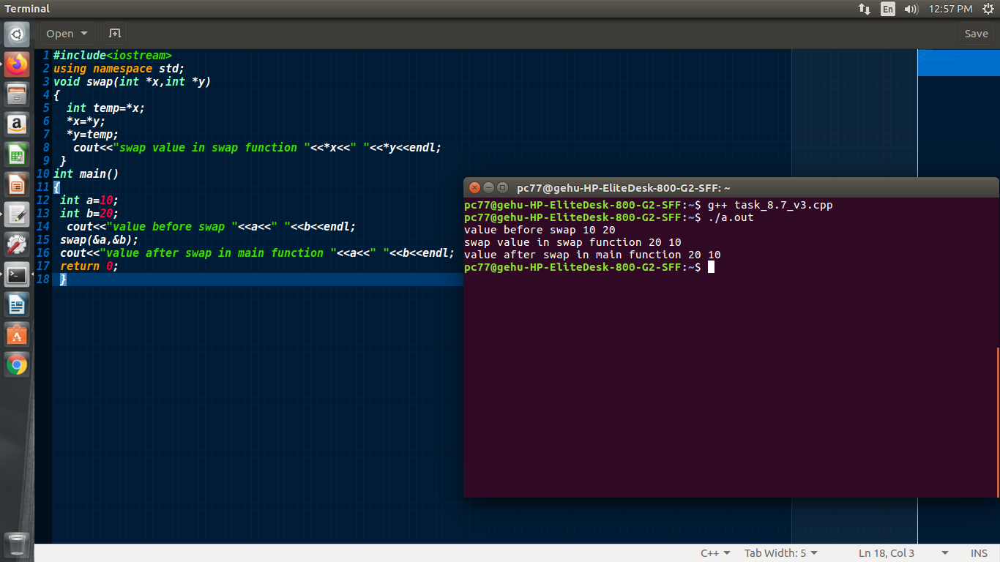 Terminal
En
12:57 PM
Open
Save
1 #include<iostream>
2 using namespace std;
3 void swap(int *x,int *y)
4 {
5   int temp=*x;
6   *x=*y;
7   *y=temp;
8    cout<<"swap value in swap function "<<*x<<" "<<*y<<endl;
9  }
10 int main()
11 {
12  int a=10;
13  int b=20;
14   cout<<"value before swap "<<a<<" "<<b<<endl;
15  swap(&a,&b);
16  cout<<"value after swap in main function "<<a<<" "<<b<<endl;
17  return 0;
18  }
pc77@gehu-HP-EliteDesk-800-G2-SFF: ~
pc77@gehu-HP-EliteDesk-800-G2-SFF:~$ g++ task_8.7_v3.cpp
pc77@gehu-HP-EliteDesk-800-G2-SFF:~$ ./a.out
value before swap 10 20
swap value in swap function 20 10
value after swap in main function 20 10
pc77@gehu-HP-EliteDesk-800-G2-SFF:~$
C++
Tab Width: 5
Ln 18, Col 3
INS